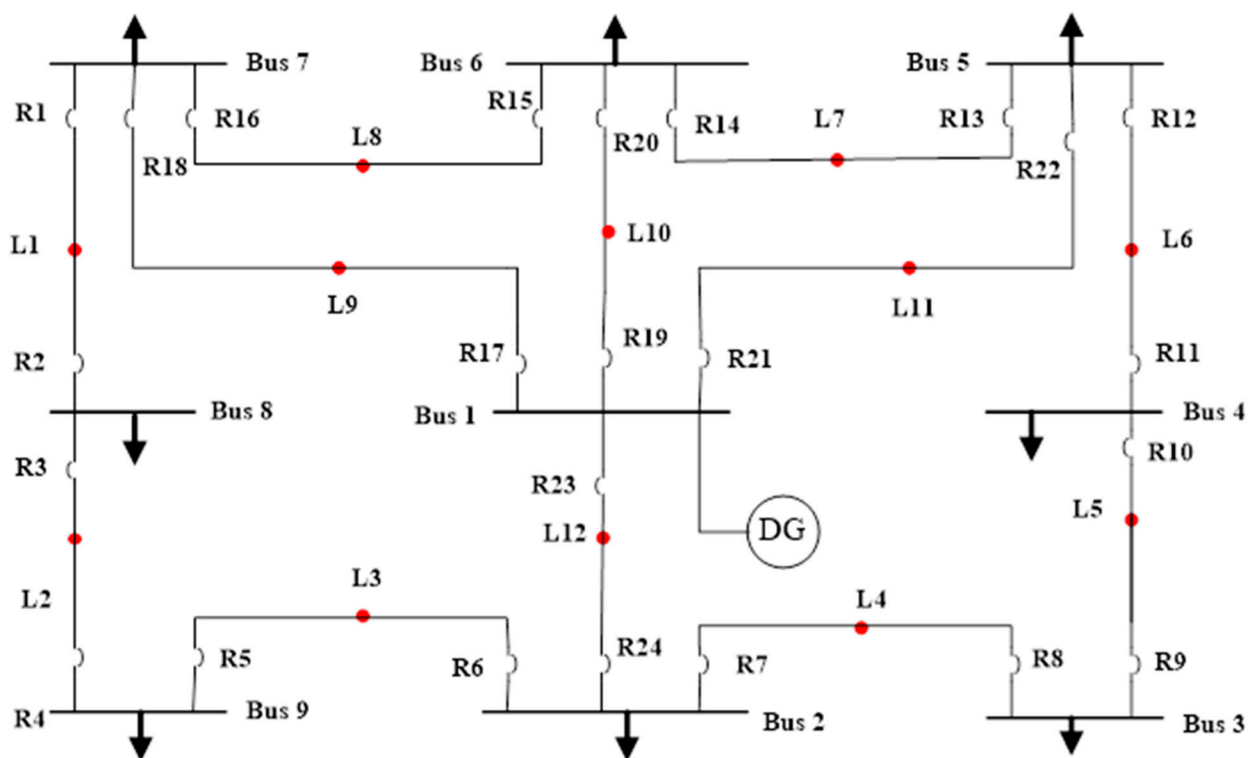 Bus 7
Bus 6
Bus 5
R1
R16
R15
R20
R14
L7
R13
R12
L8
R18
R22
L1
L10
L6
L9
L11
R2
R17
R19
R21
R11
Bus 8
Bus 1
Bus 4
R3
R23
R10
L12
DG
L5
L2
L3
L4
R5
R6
R24
R7
R8
R9
R4
Bus 9
Bus 2
Bus 3